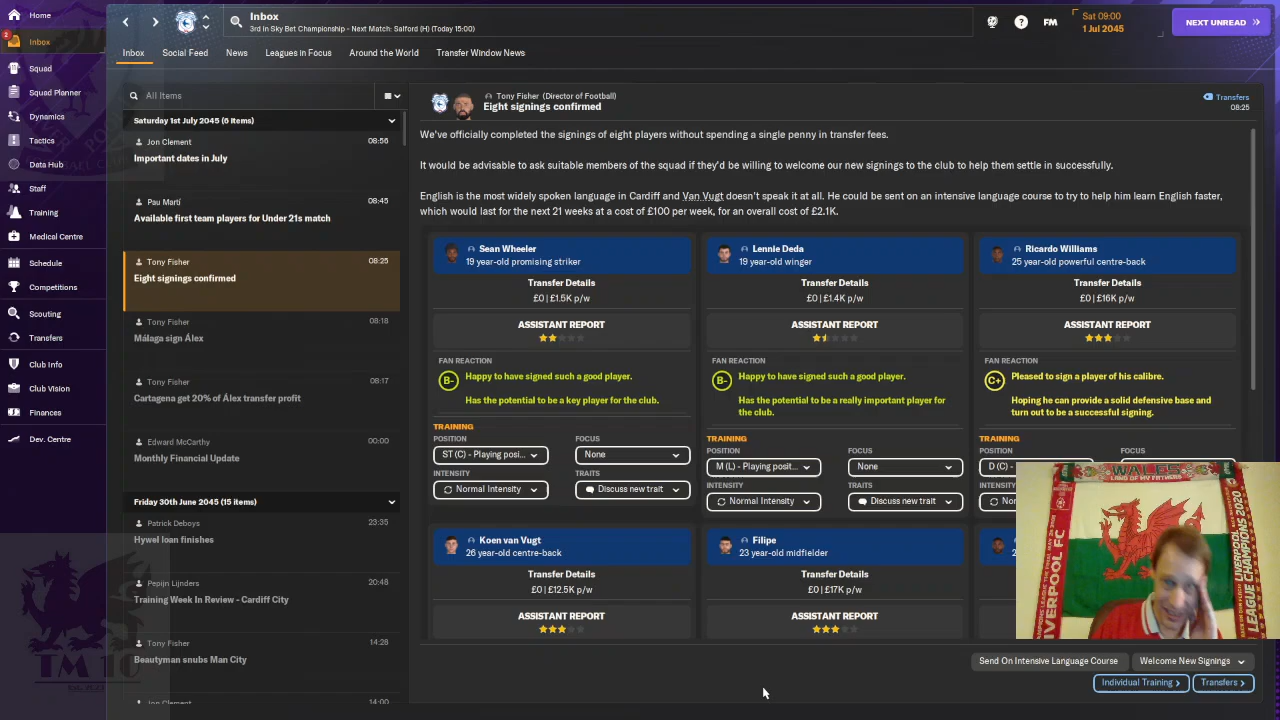 Home
Inbox
2
Squad
Squad Planner
Dynamics
Tactics
Data Hub
Staff
Training
Medical Centre
Schedule
Competitions
Scouting
Transfers
Club Info
Club Vision
Finances
Dev. Centre
Inbox
3rd in Sky Bet Championship - Next Match: Salford (H) (Today 15:00)
FM
Sat 09:00
1 Jul 2045
NEXT UNREAD
Inbox
Social Feed
News
Leagues in Focus
Around the World
Transfer Window News
All Items
Saturday 1st July 2045 (6 items)
Jon Clement 08:56
Important dates in July
Pau Martí 08:45
Available first team players for Under 21s match
Tony Fisher 08:25
Eight signings confirmed
Tony Fisher 08:18
Málaga sign Álex
Tony Fisher 08:17
Cartagena get 20% of Álex transfer profit
Edward McCarthy 00:00
Monthly Financial Update
Friday 30th June 2045 (15 items)
Patrick Deboys 23:35
Hywel loan finishes
Pepijn Lijnders 20:48
Training Week In Review - Cardiff City
Tony Fisher 14:28
Beautyman snubs Man City
Jon Clement 14:00
TM 10
Tony Fisher (Director of Football)
Eight signings confirmed
Transfers
08:25
We've officially completed the signings of eight players without spending a single penny in transfer fees.
It would be advisable to ask suitable members of the squad if they'd be willing to welcome our new signings to the club to help them settle in successfully.
English is the most widely spoken language in Cardiff and Van Vugt doesn't speak it at all. He could be sent on an intensive language course to try to help him learn English faster,
which would last for the next 21 weeks at a cost of £100 per week, for an overall cost of £2.1K.
Sean Wheeler
19 year-old promising striker
Transfer Details
£0 | £1.5K p/w
ASSISTANT REPORT
FAN REACTION
B-
Happy to have signed such a good player.
Has the potential to be a key player for the club.
TRAINING
POSITION
FOCUS
ST (C) - Playing posi...
None
INTENSITY
TRAITS
Normal Intensity
Discuss new trait
Lennie Deda
19 year-old winger
Transfer Details
£0 | £1.4K p/w
ASSISTANT REPORT
FAN REACTION
B-
Happy to have signed such a good player.
Has the potential to be a really important player for
the club.
TRAINING
POSITION
FOCUS
M (L) - Playing posit...
None
INTENSITY
TRAITS
Normal Intensity
Discuss new trait
Ricardo Williams
25 year-old powerful centre-back
Transfer Details
£0 | £16K p/w
ASSISTANT REPORT
FAN REACTION
C+
Pleased to sign a player of his calibre.
Hoping he can provide a solid defensive base and
turn out to be a successful signing.
TRAINING
POSITION
FOCUS
D (C) -
INTENSITY
Koen van Vugt
26 year-old centre-back
Transfer Details
£0 | £12.5K p/w
ASSISTANT REPORT
Filipe
23 year-old midfielder
Transfer Details
£0 | £17K p/w
ASSISTANT REPORT
WALES
LAND OF MY FATHERS
LIVERPOOL FC
LIVERPOOL CHAMPIONS 2020
LEAGUE CHAMPIONS
Send On Intensive Language Course
Welcome New Signings
Individual Training
Transfers